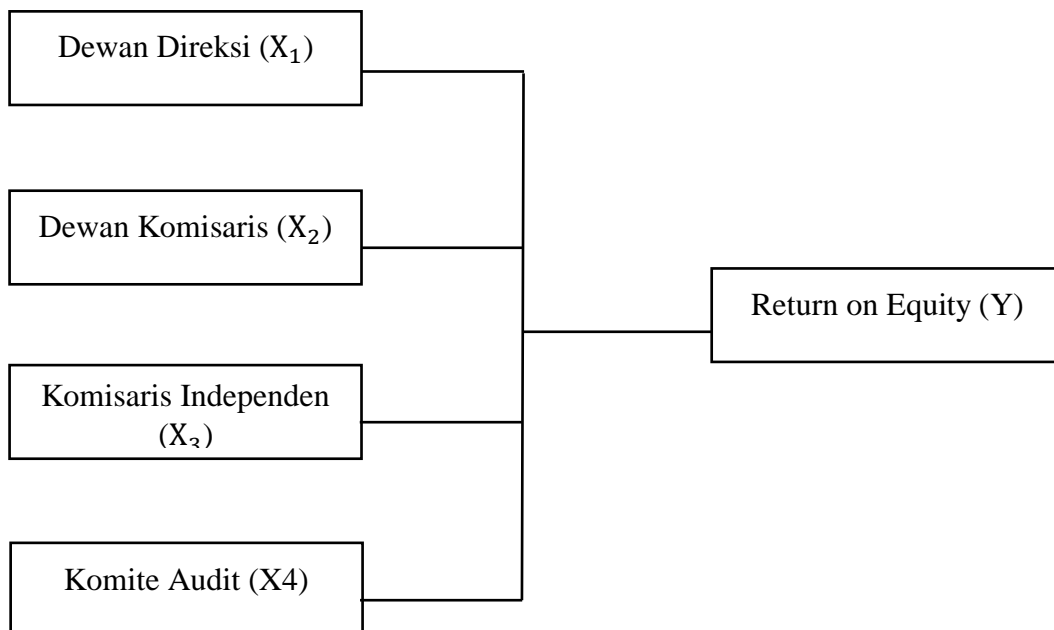 Dewan Direksi (X₁)
Dewan Komisaris (X₂)
Return on Equity (Y)
Komisaris Independen
(X₃)
Komite Audit (X4)